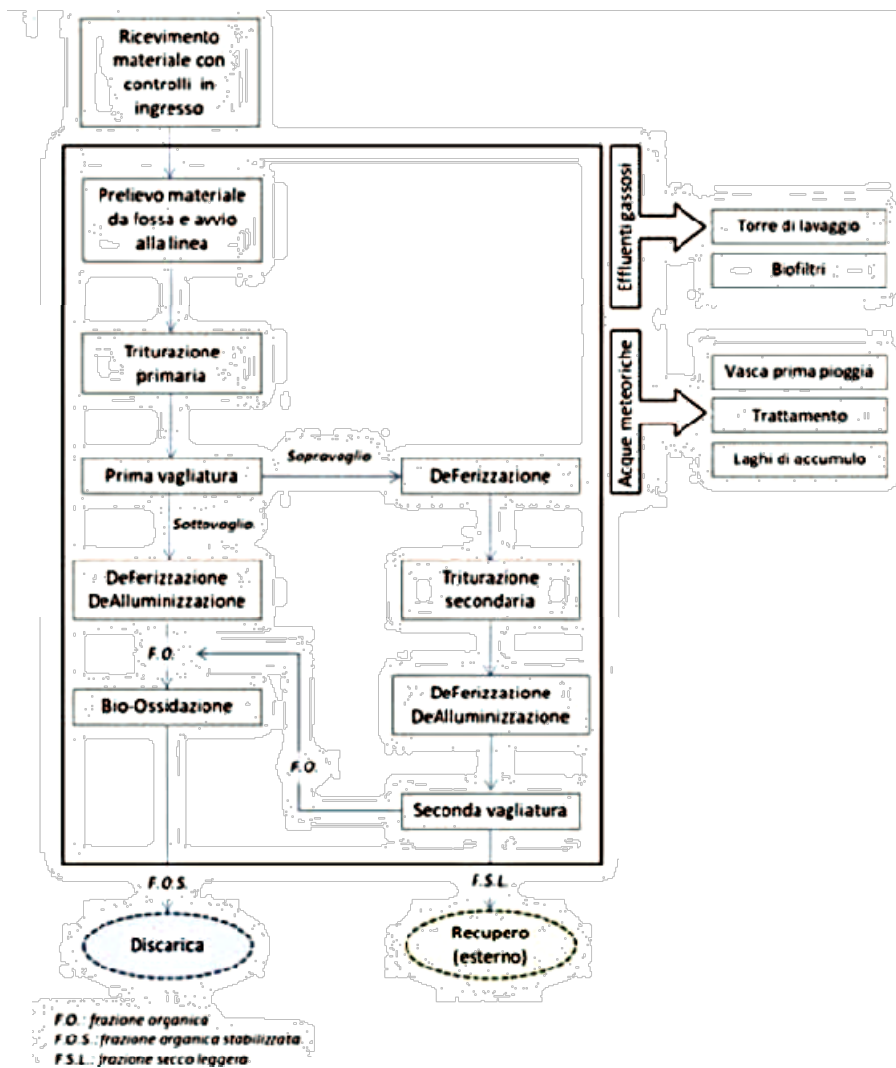 Ricevimento
materiale con
controlli in
ingresso
Prelievo materiale
da fossa e avvio
alla linea
Triturazione
primaria
Prima vagliatura
Sopravaglio
DeFerizzazione
Sottovaglio
DeFerizzazione
DeAlluminizzazione
Triturazione
secondaria
F.O.
Bio-Ossidazione
DeFerizzazione
DeAlluminizzazione
F.O.
Seconda vagliatura
F.O.S.
F.S.L.
Discarica
Recupero
(esterno)
Effluenti gassosi
Torre di lavaggio
Biofiltri
Acque meteoriche
Vasca prima pioggia
Trattamento
Laghi di accumulo
F.O.: frazione organica
F.O.S.: frazione organica stabilizzata
F.S.L.: frazione secco leggera